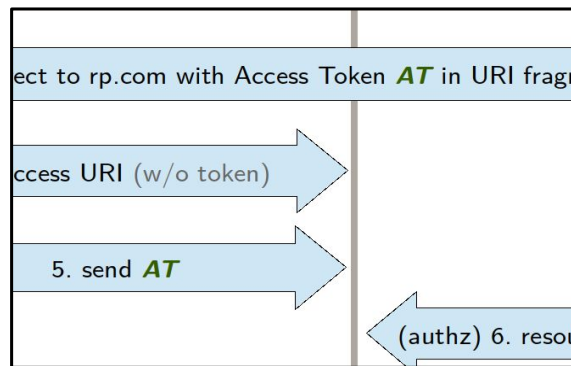 ect to rp.com with Access Token AT in URI fragm
ccess URI (w/o token)
5. send AT
(authz) 6. resou